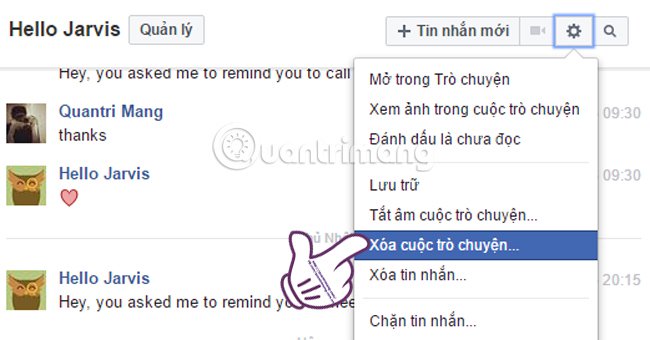 Hello Jarvis Quản lý + Tin nhắn mới
Hey, you asked me to remind you to call
Quantri Mang 09:30
thanks
Hello Jarvis 09:30
Hello Jarvis 20:15
Hey, you asked me to remind you
Mở trong Trò chuyện
Xem ảnh trong cuộc trò chuyện
Đánh dấu là chưa đọc
Lưu trữ
Tắt âm cuộc trò chuyện...
Xóa cuộc trò chuyện...
Xóa tin nhắn...
Chặn tin nhắn...
Quantrimang